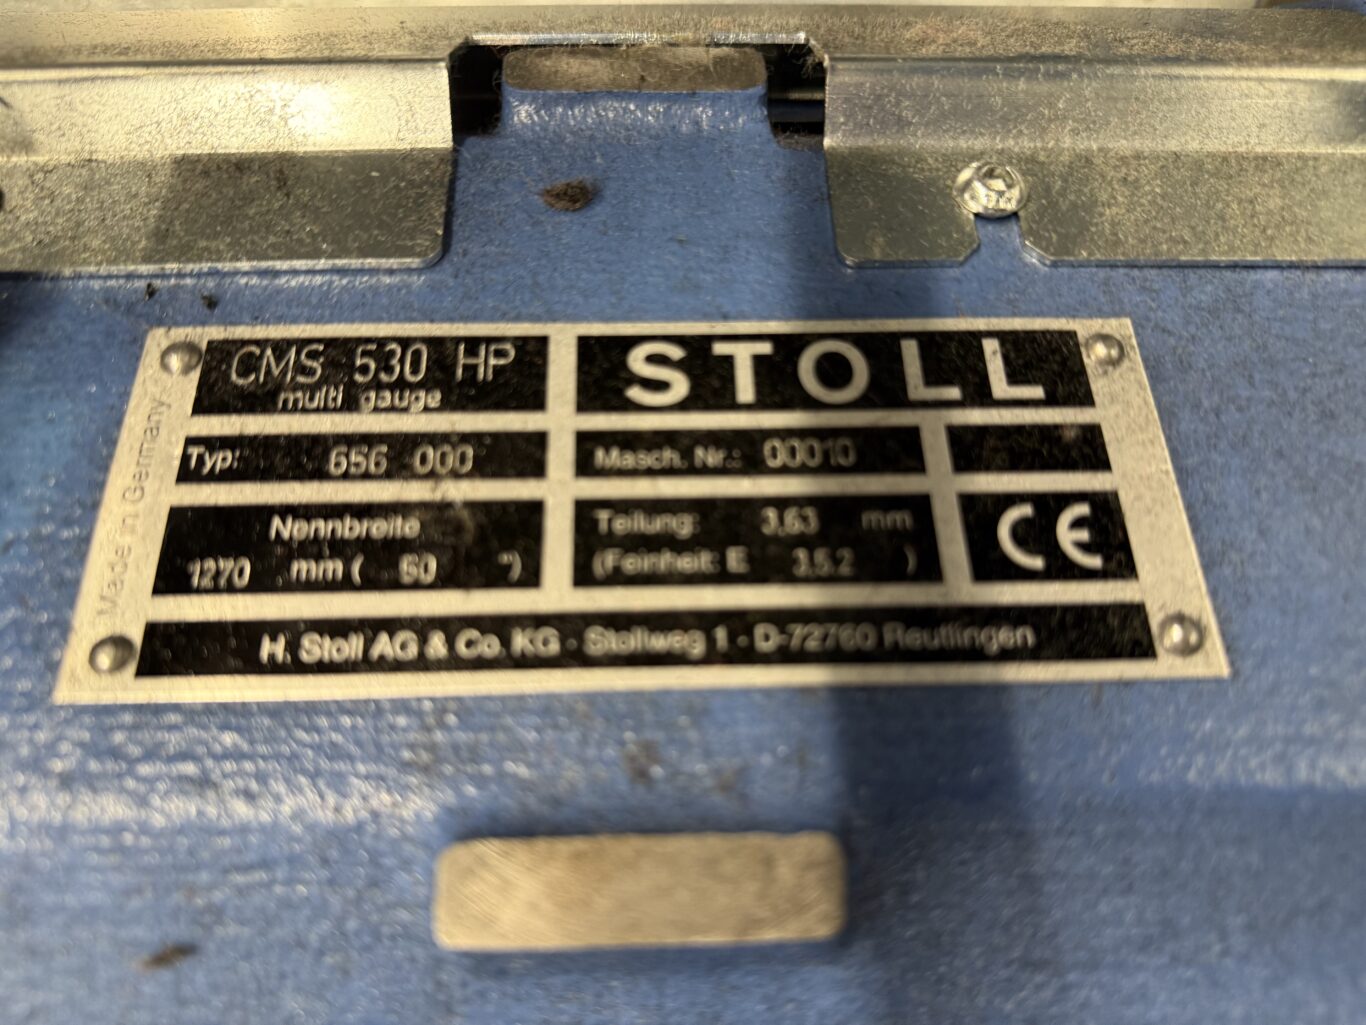 CMS 530 HP
multi gauge
STOLL
Typ: 656 000
Masch. Nr.: 00010
Nennbreite
1270 mm ( 50 ")
Teilung: 3,63 mm
(Feinheit: E 3.5.2 )
CE
H. Stoll AG & Co. KG · Stollweg 1 · D-72760 Reutlingen
Made in Germany